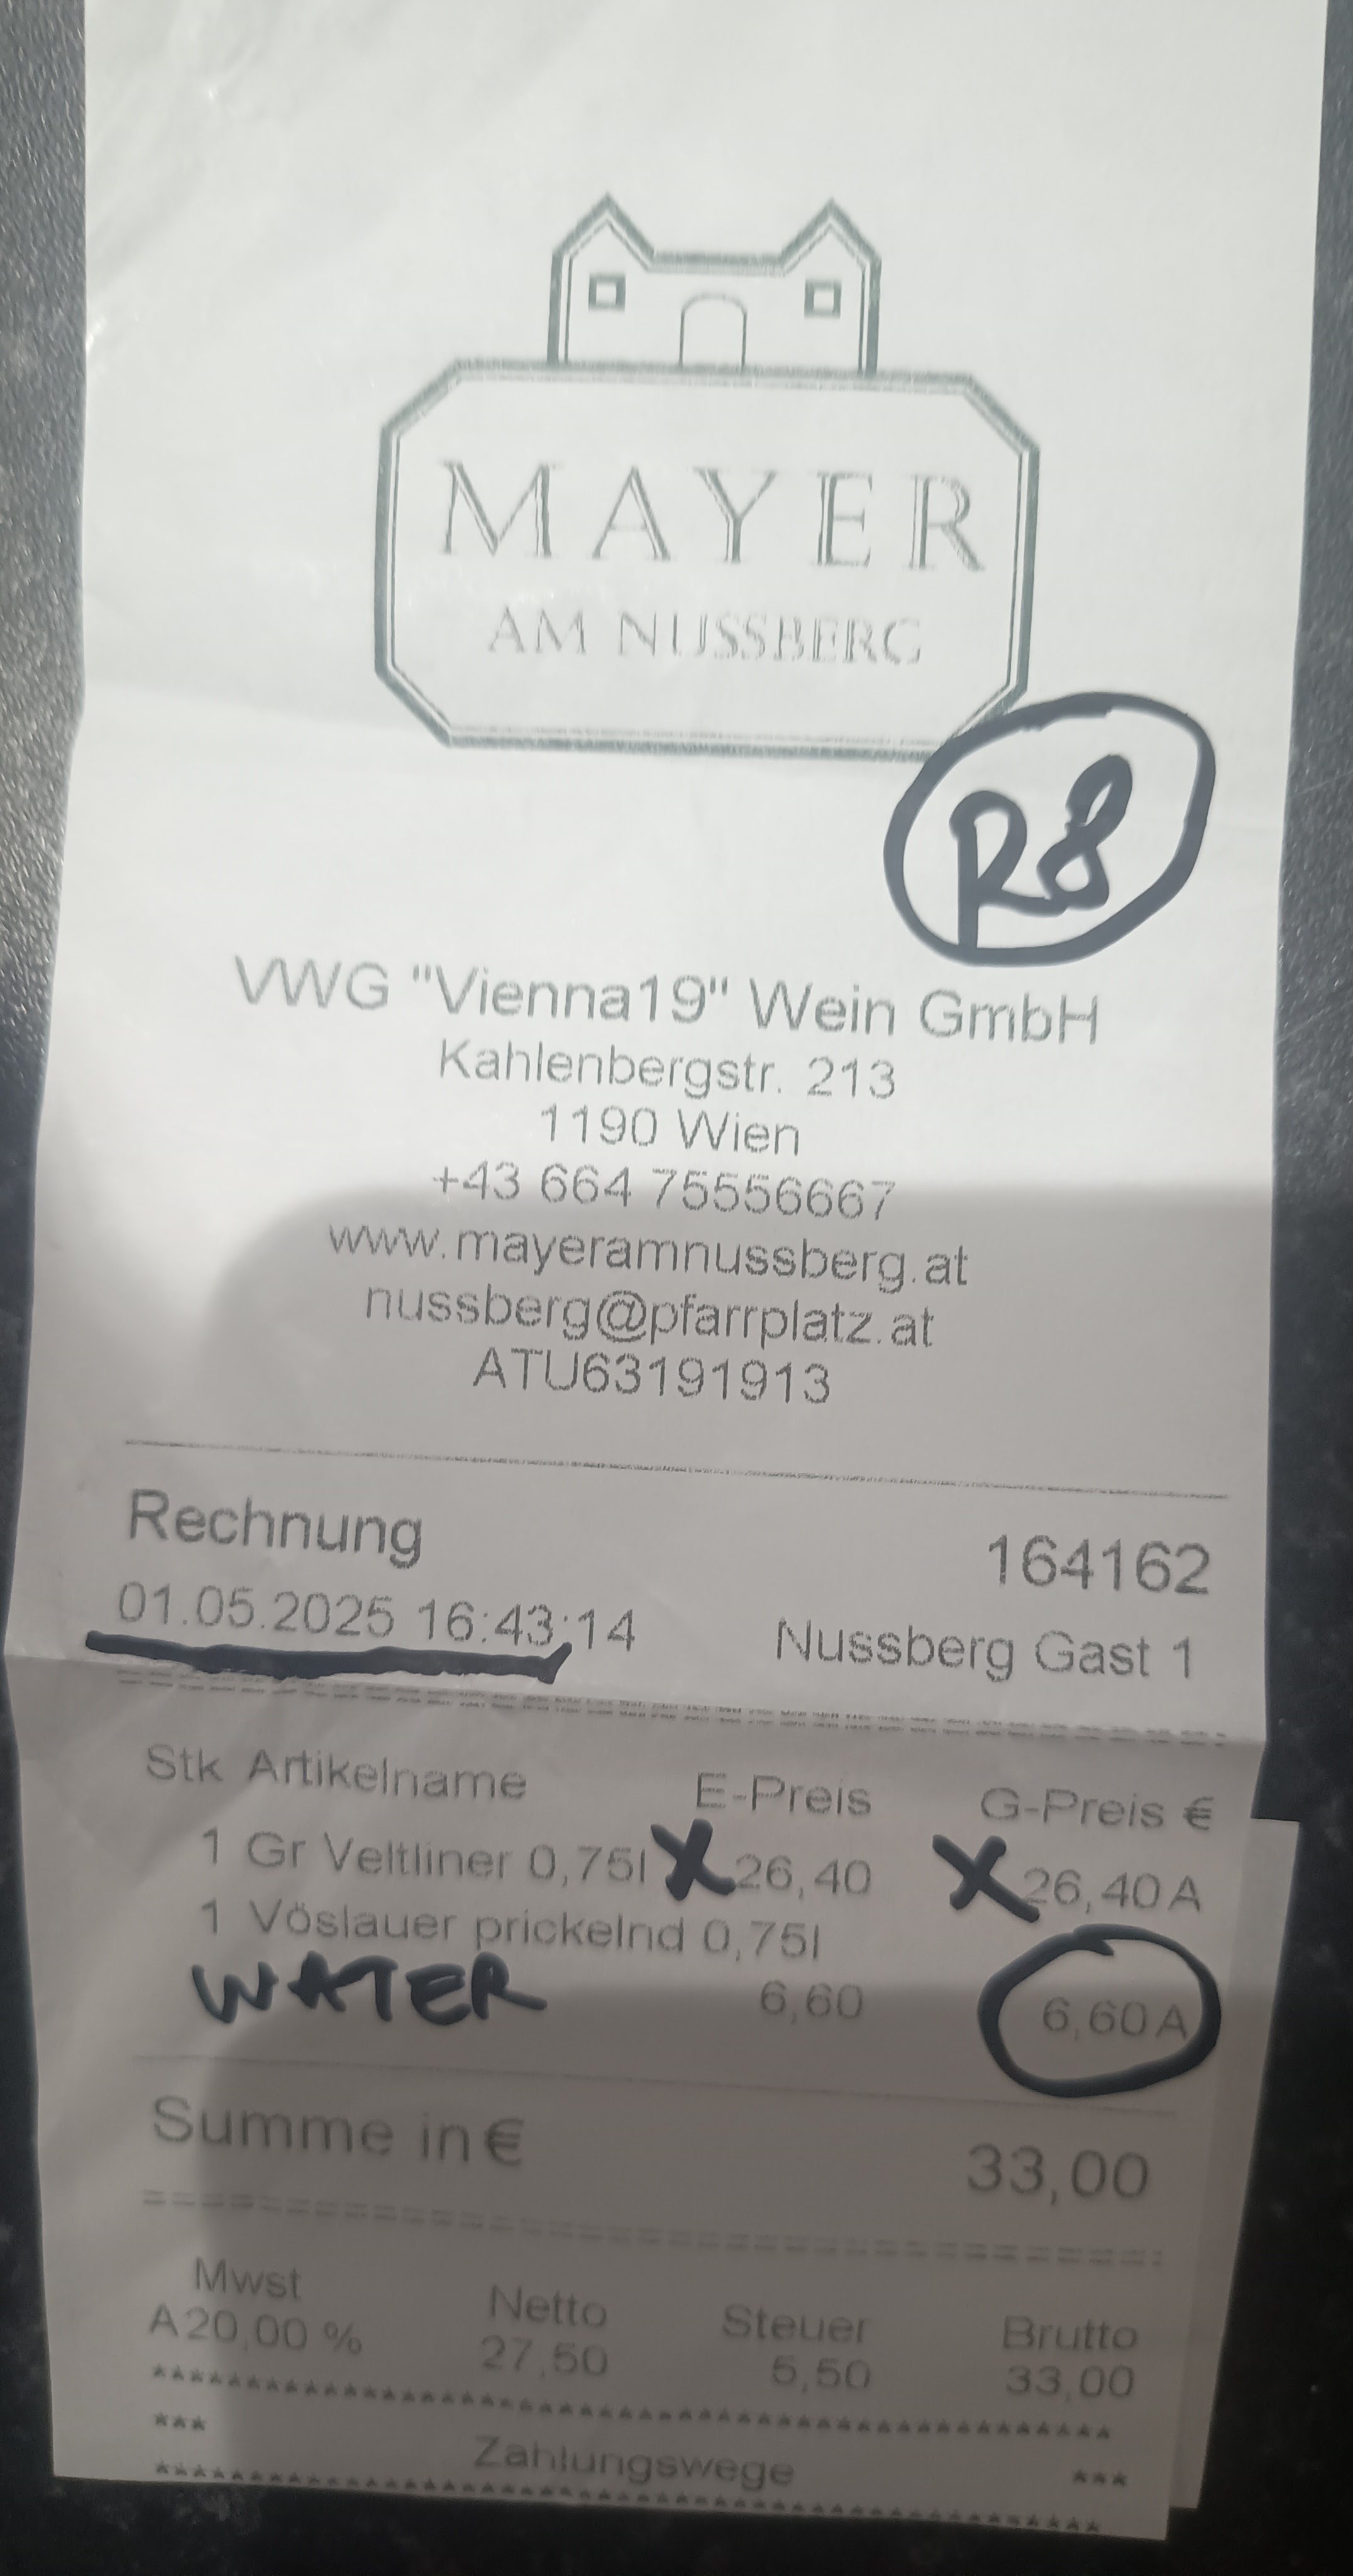 MAYER
AM NUSSBERG
R8
VWG "Vienna19" Wein GmbH
Kahlenbergstr. 213
1190 Wien
+43 664 75556667
www.mayeramnussberg.at
nussberg@pfarrplatz.at
ATU63191913
Rechnung 164162
01.05.2025 16:43:14 Nussberg Gast 1
Stk Artikelname E-Preis G-Preis €
1 Gr Veltliner 0,75l X 26,40 X 26,40 A
1 Vöslauer prickelnd 0,75l
WATER 6,60 6,60 A
Summe in € 33,00
Mwst Netto Steuer Brutto
A 20,00 % 27,50 5,50 33,00
***************************************************
*** Zahlungswege ***
***************************************************